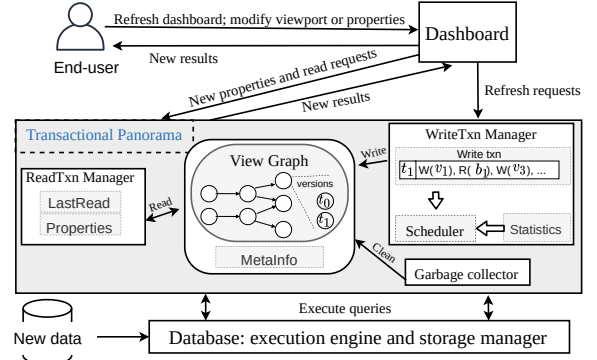 Refresh dashboard; modify viewport or properties
Dashboard
New results
End-user
New properties and read requests
New results
Refresh requests
Transactional Panorama
WriteTxn Manager
View Graph
Write
Write txn
ReadTxn Manager
versions
t1 W(v1), R( b1), W(v3), ...
LastRead
Read
t0
Properties
t1
Scheduler
Statistics
MetaInfo
Clean
Garbage collector
Execute queries
New data
Database: execution engine and storage manager